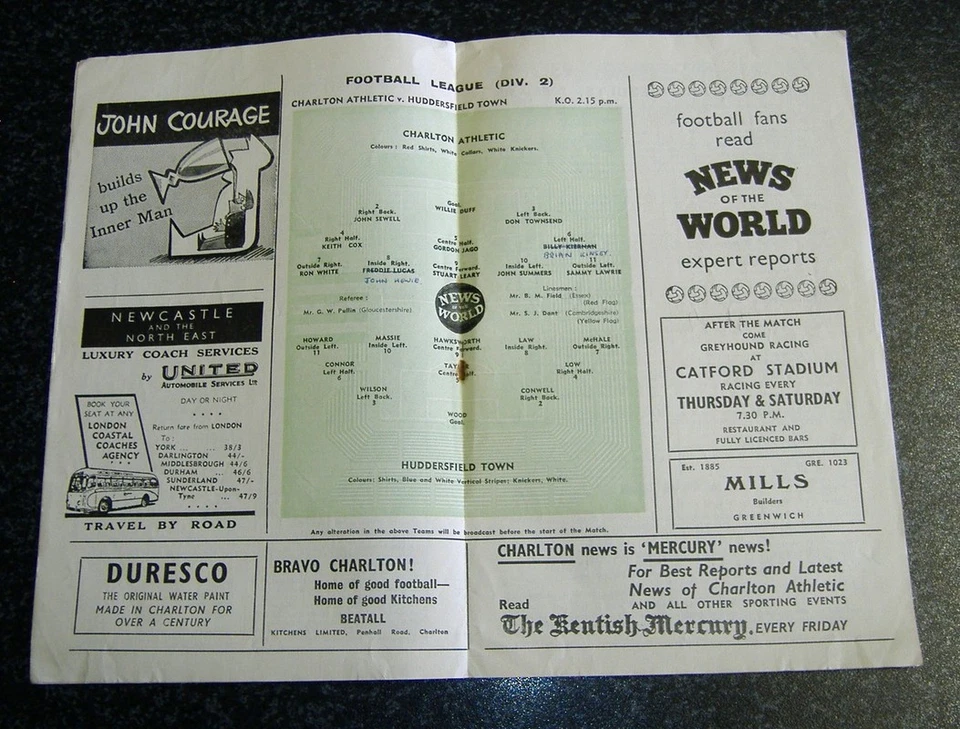 JOHN COURAGE
builds
up the
Inner Man
NEWCASTLE
AND THE
NORTH EAST
LUXURY COACH SERVICES
by UNITED
AUTOMOBILE SERVICES Ltd
DAY OR NIGHT
BOOK YOUR
SEAT AT ANY
LONDON
COASTAL
COACHES
AGENCY
Return fare from LONDON
To :
YORK ... ... 38/3
DARLINGTON 44/-
MIDDLESBROUGH 44/6
DURHAM ... 46/6
SUNDERLAND ... 47/-
NEWCASTLE-Upon-
Tyne ... 47/9
TRAVEL BY ROAD
FOOTBALL LEAGUE (DIV. 2)
CHARLTON ATHLETIC v. HUDDERSFIELD TOWN K.O. 2.15 p.m.
CHARLTON ATHLETIC
Colours : Red Shirts, White Collars, White Knickers.
Goal.
WILLIE DUFF
2
Right Back.
JOHN SEWELL
3
Left Back.
DON TOWNSEND
4
Right Half.
KEITH COX
5
Centre Half.
GORDON JAGO
6
Left Half.
BILLY KIERNAN
BRIAN KINSEY
7
Outside Right.
RON WHITE
8
Inside Right.
FREDDIE LUCAS
JOHN HEWIE
9
Centre Forward.
STUART LEARY
10
Inside Left.
JOHN SUMMERS
11
Outside Left.
SAMMY LAWRIE
Referee :
Mr. G. W. Pullin (Gloucestershire)
NEWS
OF THE
WORLD
Linesmen :
Mr. R. M. Field (Essex)
(Red Flag)
Mr. S. J. Dant (Cambridgeshire)
(Yellow Flag)
HOWARD
Outside Left.
11
MASSIE
Inside Left.
10
HAWKSWORTH
Centre Forward.
9
LAW
Inside Right.
8
McHALE
Outside Right.
7
CONNOR
Left Half.
6
TAYLOR
Centre Half.
5
LOW
Right Half.
4
WILSON
Left Back.
3
CONWELL
Right Back.
2
WOOD
Goal.
HUDDERSFIELD TOWN
Colours: Shirts, Blue and White Vertical Stripes; Knickers, White.
Any alteration in the above Teams will be broadcast before the start of the Match.
football fans
read
NEWS
OF THE
WORLD
expert reports
AFTER THE MATCH
COME
GREYHOUND RACING
AT
CATFORD STADIUM
RACING EVERY
THURSDAY & SATURDAY
7.30 P.M.
RESTAURANT AND
FULLY LICENCED BARS
Est. 1885 GRE. 1023
MILLS
Builders
GREENWICH
DURESCO
THE ORIGINAL WATER PAINT
MADE IN CHARLTON FOR
OVER A CENTURY
BRAVO CHARLTON!
Home of good football—
Home of good Kitchens
BEATALL
KITCHENS LIMITED, Penhall Road, Charlton
CHARLTON news is 'MERCURY' news!
For Best Reports and Latest
News of Charlton Athletic
AND ALL OTHER SPORTING EVENTS
Read
The Kentish Mercury. EVERY FRIDAY